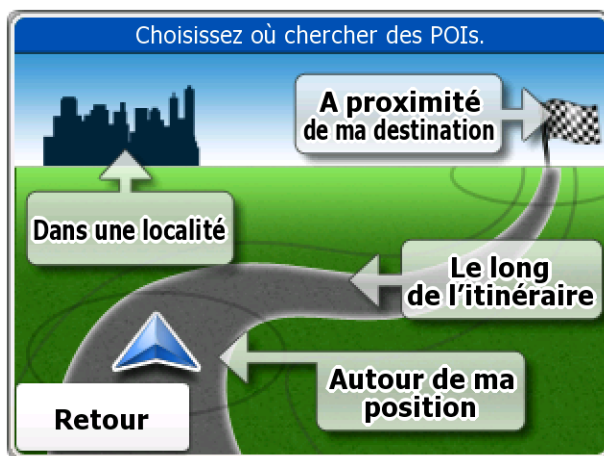 Choisissez où chercher des POIs.
A proximité
de ma destination
Dans une localité
Le long
de l'itinéraire
Autour de ma
position
Retour